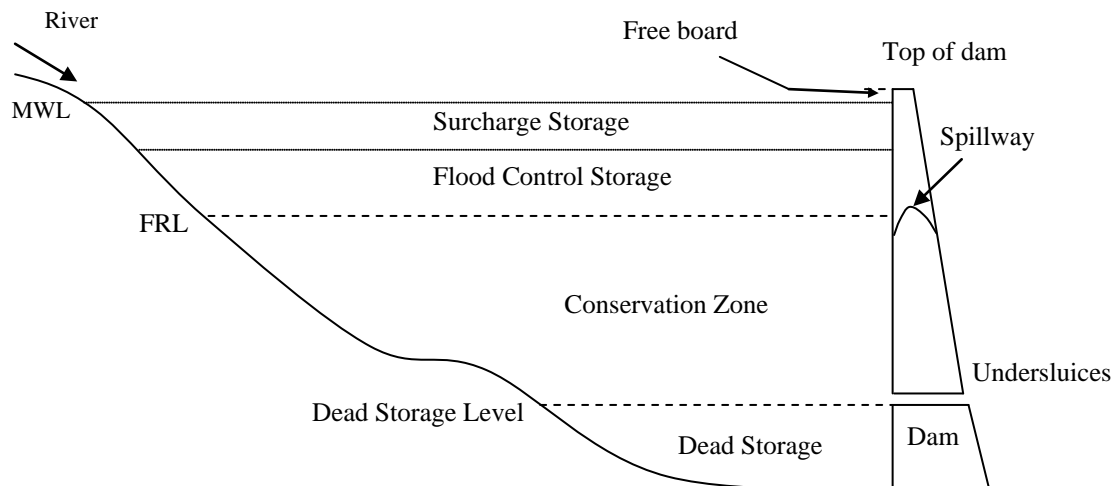 River
Free board
Top of dam
MWL
Surcharge Storage
Spillway
Flood Control Storage
FRL
Conservation Zone
Undersluices
Dead Storage Level
Dead Storage
Dam